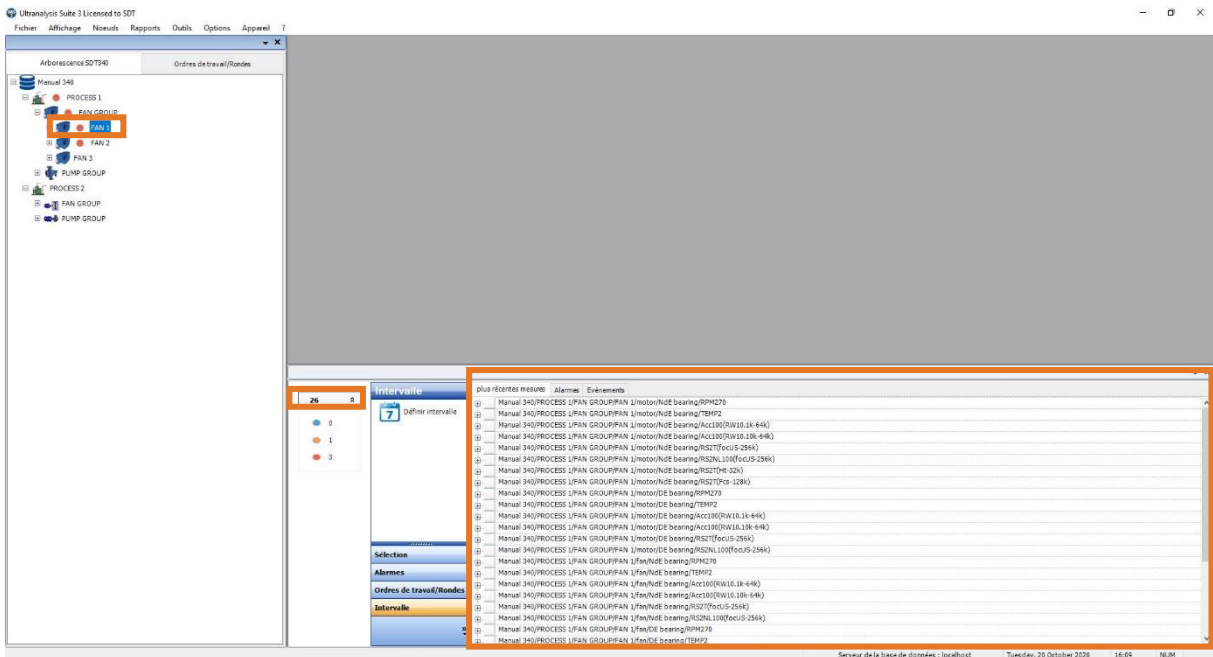 Ultranalysis Suite 3 Licensed to SDT
Fichier Affichage Noeuds Rapports Outils Options Appareil ?
Arborescence SDT340 Ordres de travail/Rondes
Manual 340
PROCESS 1
FAN GROUP
FAN 1
FAN 2
FAN 3
PUMP GROUP
PROCESS 2
FAN GROUP
PUMP GROUP
26
0
1
3
Intervalle
7 Définir intervalle
Sélection
Alarmes
Ordres de travail/Rondes
Intervalle
plus récentes mesures Alarmes Evènements
Manual 340/PROCESS 1/FAN GROUP/FAN 1/motor/NdE bearing/RPM270
Manual 340/PROCESS 1/FAN GROUP/FAN 1/motor/NdE bearing/TEMP2
Manual 340/PROCESS 1/FAN GROUP/FAN 1/motor/NdE bearing/Acc100(RW10.1k-64k)
Manual 340/PROCESS 1/FAN GROUP/FAN 1/motor/NdE bearing/Acc100(RW10.10k-64k)
Manual 340/PROCESS 1/FAN GROUP/FAN 1/motor/NdE bearing/RS2T(focUS-256k)
Manual 340/PROCESS 1/FAN GROUP/FAN 1/motor/NdE bearing/RS2NL100(focUS-256k)
Manual 340/PROCESS 1/FAN GROUP/FAN 1/motor/NdE bearing/RS2T(Ht-32k)
Manual 340/PROCESS 1/FAN GROUP/FAN 1/motor/NdE bearing/RS2T(Fcs-128k)
Manual 340/PROCESS 1/FAN GROUP/FAN 1/motor/DE bearing/RPM270
Manual 340/PROCESS 1/FAN GROUP/FAN 1/motor/DE bearing/TEMP2
Manual 340/PROCESS 1/FAN GROUP/FAN 1/motor/DE bearing/Acc100(RW10.1k-64k)
Manual 340/PROCESS 1/FAN GROUP/FAN 1/motor/DE bearing/Acc100(RW10.10k-64k)
Manual 340/PROCESS 1/FAN GROUP/FAN 1/motor/DE bearing/RS2T(focUS-256k)
Manual 340/PROCESS 1/FAN GROUP/FAN 1/motor/DE bearing/RS2NL100(focUS-256k)
Manual 340/PROCESS 1/FAN GROUP/FAN 1/fan/NdE bearing/RPM270
Manual 340/PROCESS 1/FAN GROUP/FAN 1/fan/NdE bearing/TEMP2
Manual 340/PROCESS 1/FAN GROUP/FAN 1/fan/NdE bearing/Acc100(RW10.1k-64k)
Manual 340/PROCESS 1/FAN GROUP/FAN 1/fan/NdE bearing/Acc100(RW10.10k-64k)
Manual 340/PROCESS 1/FAN GROUP/FAN 1/fan/NdE bearing/RS2T(focUS-256k)
Manual 340/PROCESS 1/FAN GROUP/FAN 1/fan/NdE bearing/RS2NL100(focUS-256k)
Manual 340/PROCESS 1/FAN GROUP/FAN 1/fan/DE bearing/RPM270
Manual 340/PROCESS 1/FAN GROUP/FAN 1/fan/DE bearing/TEMP2
Serveur de la base de données : localhost Tuesday, 20 October 2020 16:09 NUM